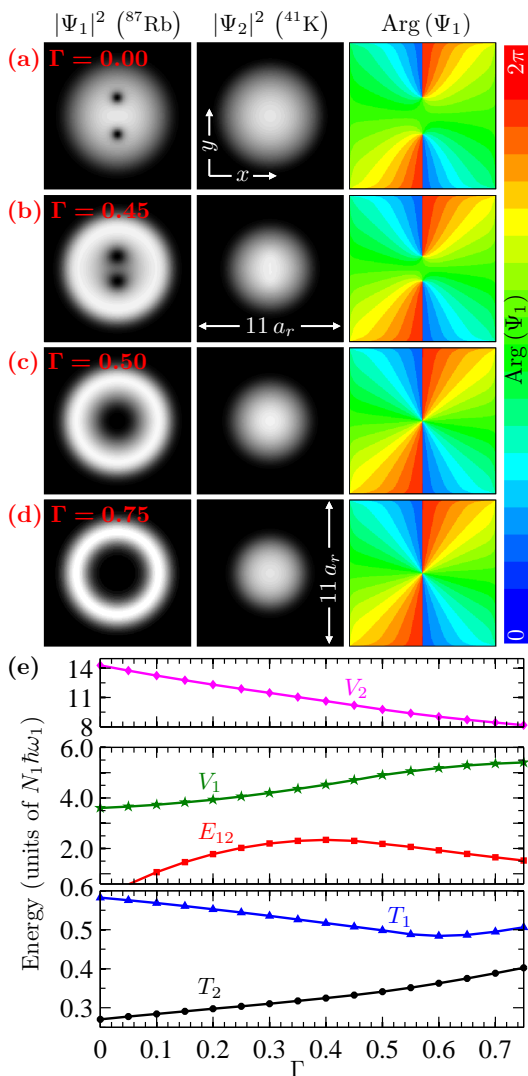 |Ψ₁|² (⁸⁷Rb) |Ψ₂|² (⁴¹K) Arg (Ψ₁)
(a) Γ = 0.00
y
x
2π
(b) Γ = 0.45
11 aᵣ
Arg (Ψ₁)
(c) Γ = 0.50
(d) Γ = 0.75
11 aᵣ
0
(e)
14
11
8
V₂
6.0
4.0
2.0
0.6
V₁
E₁₂
0.6
0.5
0.4
0.3
T₁
T₂
Energy (units of N₁ħω₁)
0 0.1 0.2 0.3 0.4 0.5 0.6 0.7
Γ